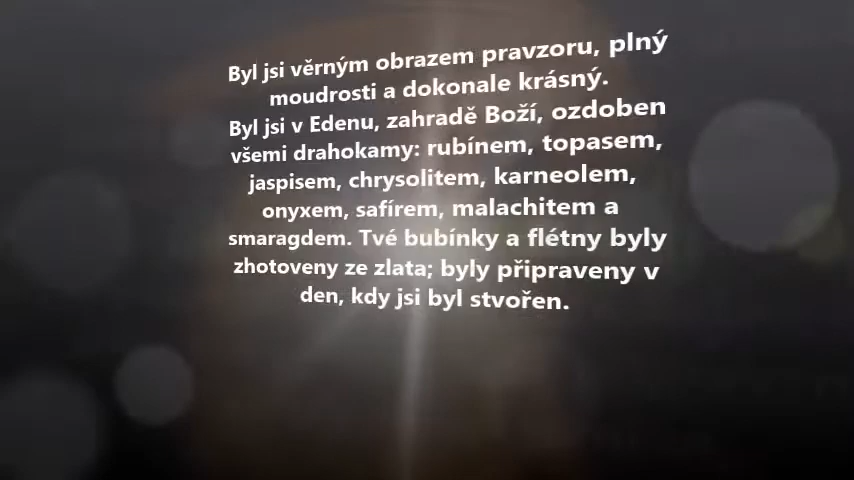 Byl jsi věrným obrazem pravzoru, plný
moudrosti a dokonale krásný.
Byl jsi v Edenu, zahradě Boží, ozdoben
všemi drahokamy: rubínem, topasem,
jaspisem, chrysolitem, karneolem,
onyxem, safírem, malachitem a
smaragdem. Tvé bubínky a flétny byly
zhotoveny ze zlata; byly připraveny v
den, kdy jsi byl stvořen.